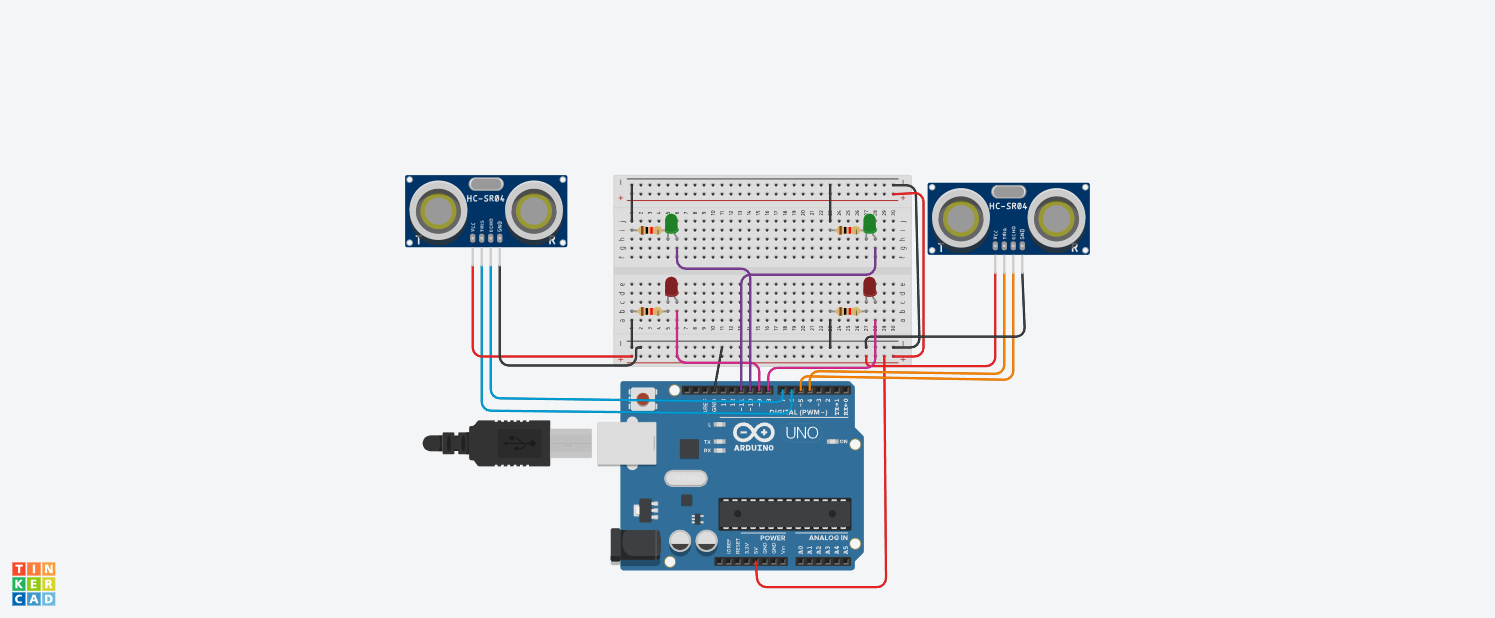 HC-SR04
VCC
TRIG
ECHO
GND
T
R
HC-SR04
VCC
TRIG
ECHO
GND
T
R
AREF
GND
13
12
~11
~10
~9
8
7
~5
4
~3
2
TX→1
RX←0
DIGITAL (PWM~)
L
TX
RX
ARDUINO
UNO
ON
POWER
ANALOG IN
IOREF
RESET
3.3V
5V
GND
GND
Vin
A0
A1
A2
A3
A4
A5
TIN
KER
CAD